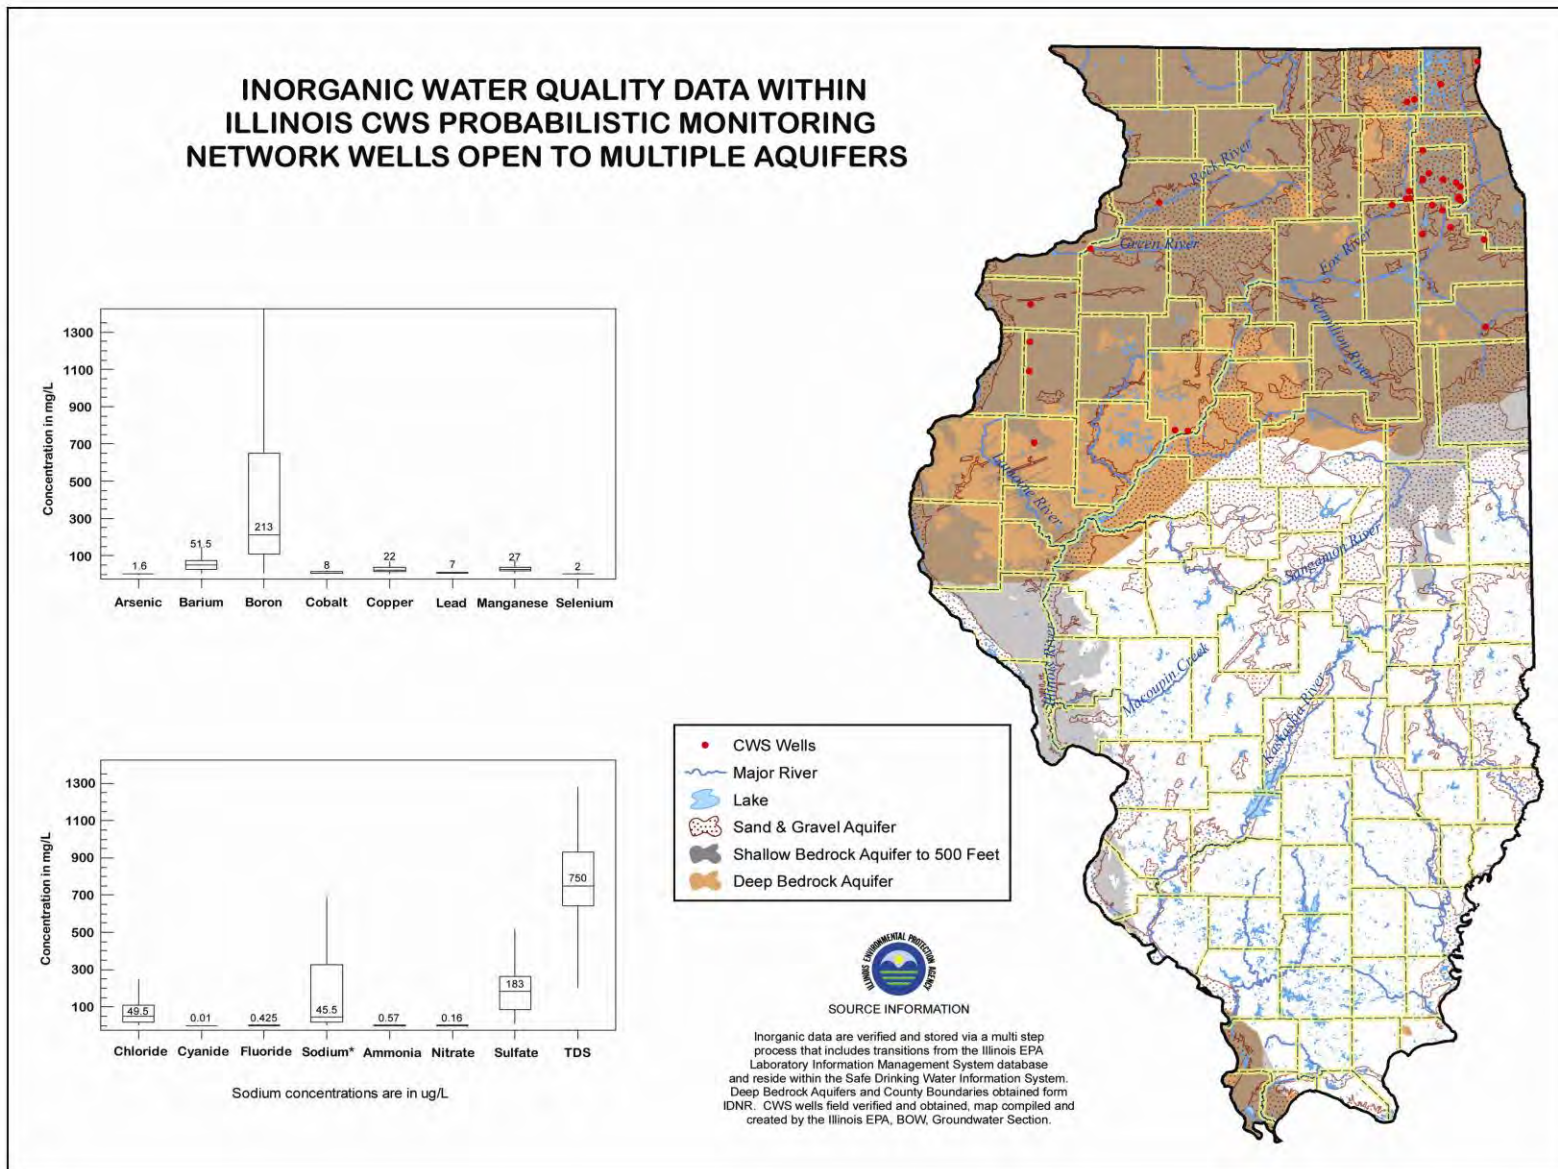 INORGANIC WATER QUALITY DATA WITHIN
ILLINOIS CWS PROBABILISTIC MONITORING
NETWORK WELLS OPEN TO MULTIPLE AQUIFERS
Concentration in mg/L
1300
1100
900
700
500
300
100
1.6
51.5
213
8
22
7
27
2
Arsenic Barium Boron Cobalt Copper Lead Manganese Selenium
Concentration in mg/L
1300
1100
900
700
500
300
100
49.5
0.01
0.425
45.5
0.57
0.16
183
750
Chloride Cyanide Fluoride Sodium* Ammonia Nitrate Sulfate TDS
Sodium concentrations are in ug/L
CWS Wells
Major River
Lake
Sand & Gravel Aquifer
Shallow Bedrock Aquifer to 500 Feet
Deep Bedrock Aquifer
ILLINOIS ENVIRONMENTAL PROTECTION AGENCY
SOURCE INFORMATION
Inorganic data are verified and stored via a multi step
process that includes transitions from the Illinois EPA
Laboratory Information Management System database
and reside within the Safe Drinking Water Information System.
Deep Bedrock Aquifers and County Boundaries obtained form
IDNR. CWS wells field verified and obtained, map compiled and
created by the Illinois EPA, BOW, Groundwater Section.
Rock River
Green River
Fox River
Vermilion River
River
Sangamon River
Illinois River
Macoupin Creek
Kaskaskia River